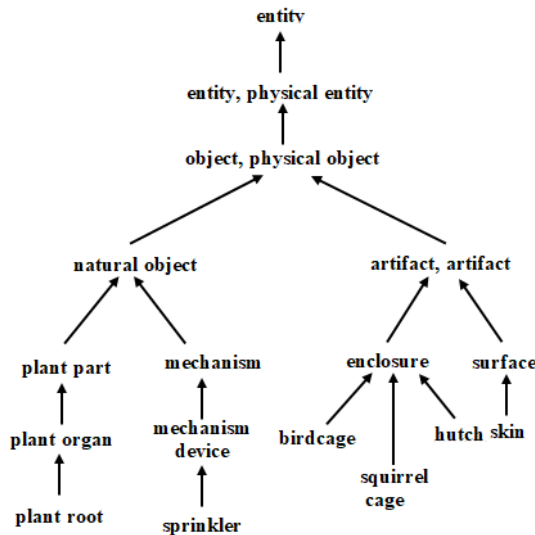 entity
entity, physical entity
object, physical object
natural object
artifact, artifact
plant part
mechanism
enclosure
surface
plant organ
mechanism
device
birdcage
hutch
skin
squirrel
cage
plant root
sprinkler